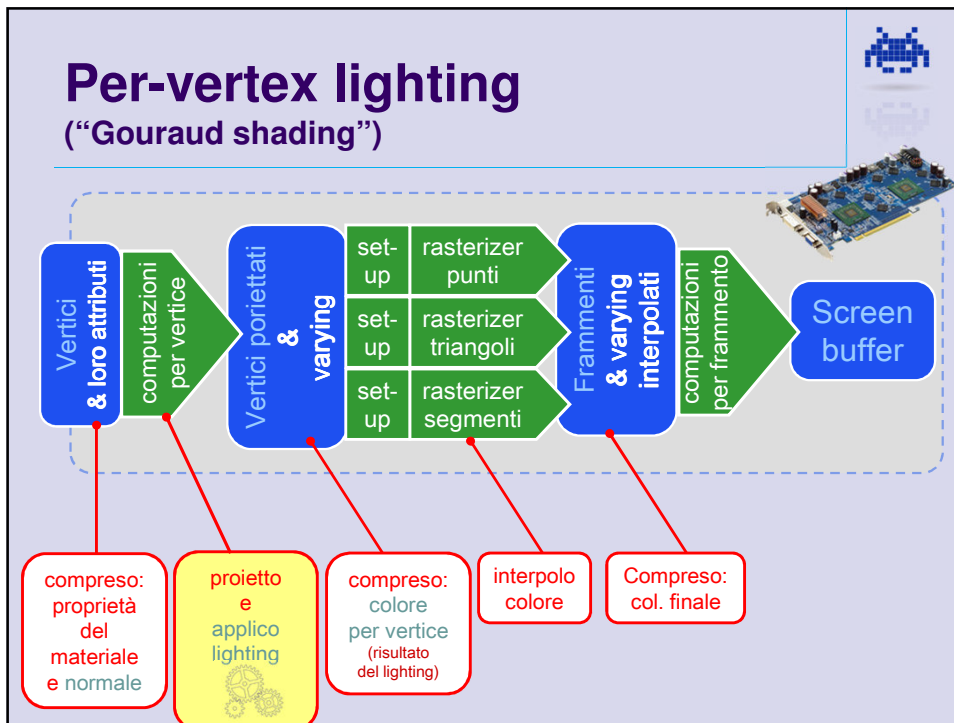 Per-vertex lighting
(“Gouraud shading”)
Vertici
& loro attributi
computazioni
per vertice
Vertici poriettati
&
varying
set-
up
rasterizer
punti
set-
up
rasterizer
triangoli
set-
up
rasterizer
segmenti
Frammenti
& varying
interpolati
computazioni
per frammento
Screen
buffer
compreso:
proprietà
del
materiale
e normale
proietto
e
applico
lighting
compreso:
colore
per vertice
(risultato
del lighting)
interpolo
colore
Compreso:
col. finale